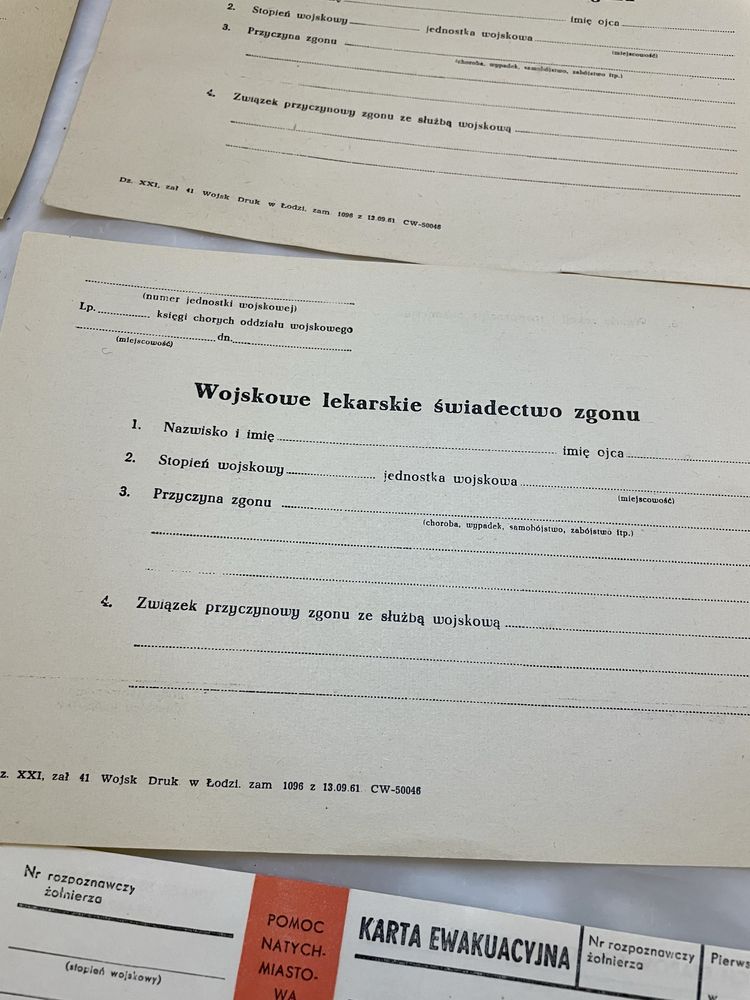 imię ojca
2. Stopień wojskowy jednostka wojskowa
(miejscowość)
3. Przyczyna zgonu
(choroba, wypadek, samobójstwo, zabójstwo itp.)
4. Związek przyczynowy zgonu ze służbą wojskową
Dz. XXI, zał 41 Wojsk Druk w Łodzi, zam 1096 z 13.09.61 CW-50046
(numer jednostki wojskowej)
Lp. księgi chorych oddziału wojskowego
dn.
(miejscowość)
Wojskowe lekarskie świadectwo zgonu
1. Nazwisko i imię imię ojca
2. Stopień wojskowy jednostka wojskowa
(miejscowość)
3. Przyczyna zgonu
(choroba, wypadek, samobójstwo, zabójstwo itp.)
4. Związek przyczynowy zgonu ze służbą wojskową
z. XXI, zał 41 Wojsk Druk w Łodzi. zam 1096 z 13.09.61 CW-50046
Nr rozpoznawczy
żołnierza
(stopień wojskowy)
POMOC
NATYCH-
MIASTO-
WA
KARTA EWAKUACYJNA
Nr rozpoznawczy
żołnierza
Pierws
w